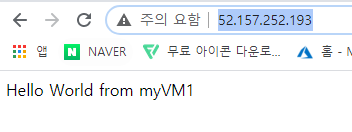 주의 요함 | 52.157.252.193
앱 NAVER 무료 아이콘 다운로... 홈 - M
Hello World from myVM1